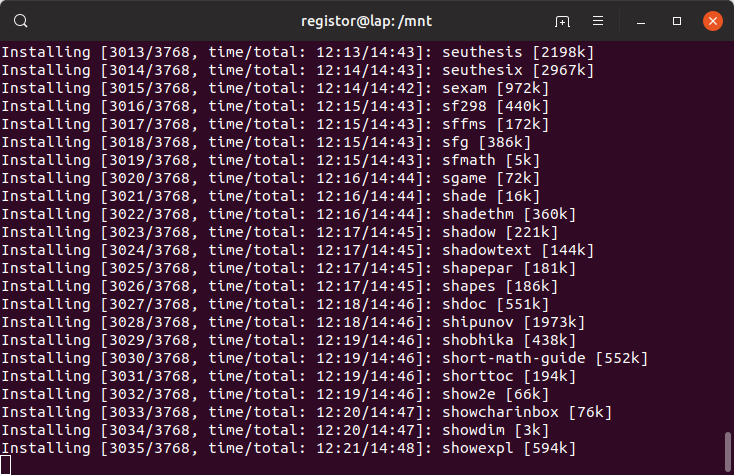 registor@lap: /mnt
Installing [3013/3768, time/total: 12:13/14:43]: seuthesis [2198k]
Installing [3014/3768, time/total: 12:14/14:43]: seuthesix [2967k]
Installing [3015/3768, time/total: 12:14/14:42]: sexam [972k]
Installing [3016/3768, time/total: 12:15/14:43]: sf298 [440k]
Installing [3017/3768, time/total: 12:15/14:43]: sffms [172k]
Installing [3018/3768, time/total: 12:15/14:43]: sfg [386k]
Installing [3019/3768, time/total: 12:15/14:43]: sfmath [5k]
Installing [3020/3768, time/total: 12:16/14:44]: sgame [72k]
Installing [3021/3768, time/total: 12:16/14:44]: shade [16k]
Installing [3022/3768, time/total: 12:16/14:44]: shadethm [360k]
Installing [3023/3768, time/total: 12:17/14:45]: shadow [221k]
Installing [3024/3768, time/total: 12:17/14:45]: shadowtext [144k]
Installing [3025/3768, time/total: 12:17/14:45]: shapepar [181k]
Installing [3026/3768, time/total: 12:17/14:45]: shapes [186k]
Installing [3027/3768, time/total: 12:18/14:46]: shdoc [551k]
Installing [3028/3768, time/total: 12:18/14:46]: shipunov [1973k]
Installing [3029/3768, time/total: 12:19/14:46]: shobhika [438k]
Installing [3030/3768, time/total: 12:19/14:46]: short-math-guide [552k]
Installing [3031/3768, time/total: 12:19/14:46]: shorttoc [194k]
Installing [3032/3768, time/total: 12:19/14:46]: show2e [66k]
Installing [3033/3768, time/total: 12:20/14:47]: showcharinbox [76k]
Installing [3034/3768, time/total: 12:20/14:47]: showdim [3k]
Installing [3035/3768, time/total: 12:21/14:48]: showexpl [594k]